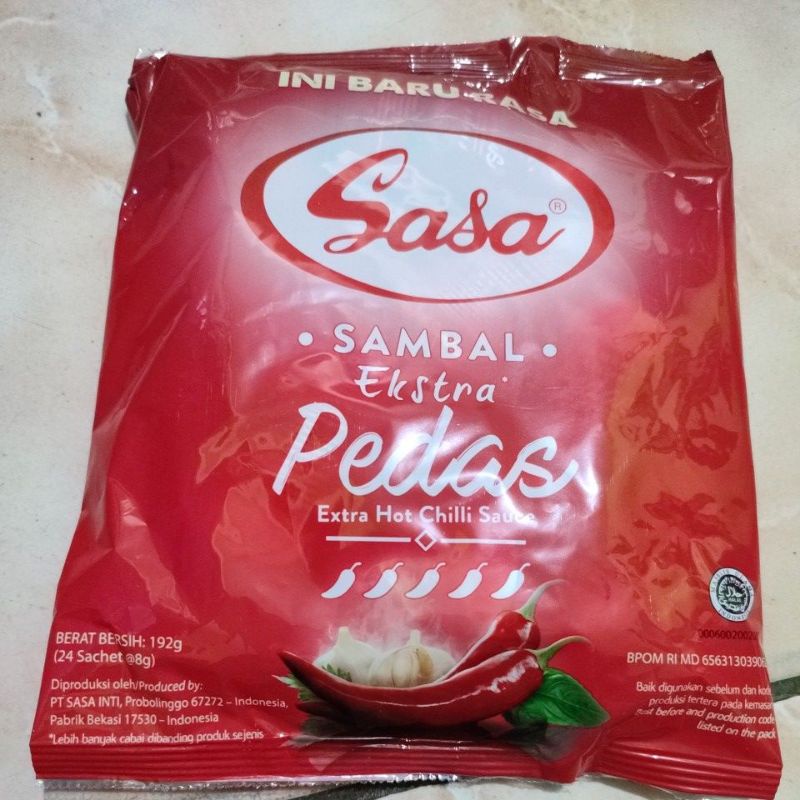 INI BARU RASA
Sasa®
• SAMBAL •
Ekstra*
Pedas
Extra Hot Chilli Sauce
BERAT BERSIH: 192g
(24 Sachet @8g)
Diproduksi oleh/Produced by:
PT SASA INTI, Probolinggo 67272 – Indonesia,
Pabrik Bekasi 17530 – Indonesia
*Lebih banyak cabai dibanding produk sejenis
BPOM RI MD 65631303906
Baik digunakan sebelum dan
produksi tertera pada kemasan
before and production code
listed on the pack